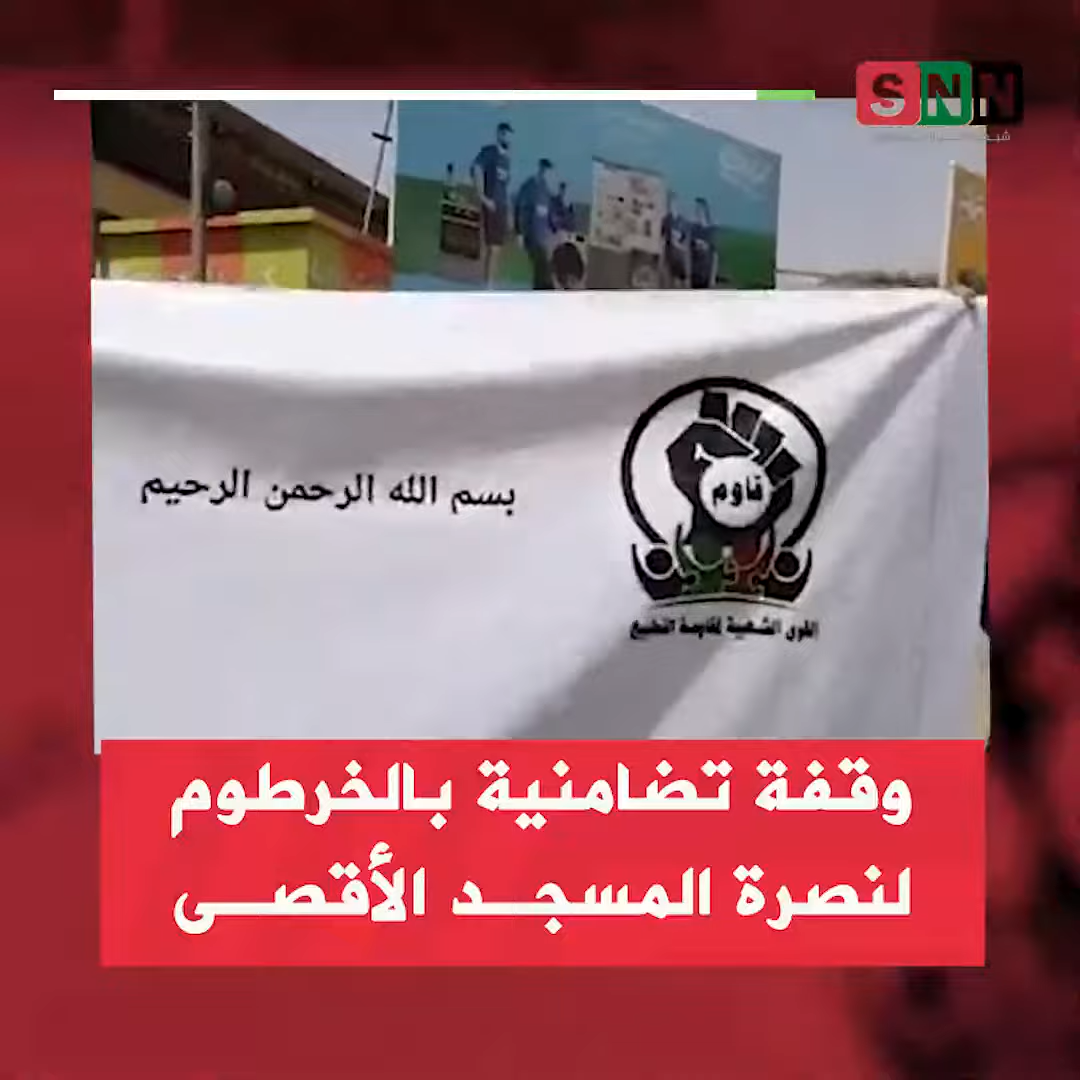 SNN
بسم الله الرحمن الرحيم
قاوم
القوى الشعبية لمقاومة التطبيع
وقفة تضامنية بالخرطوم
لنصرة المسجد الأقصى